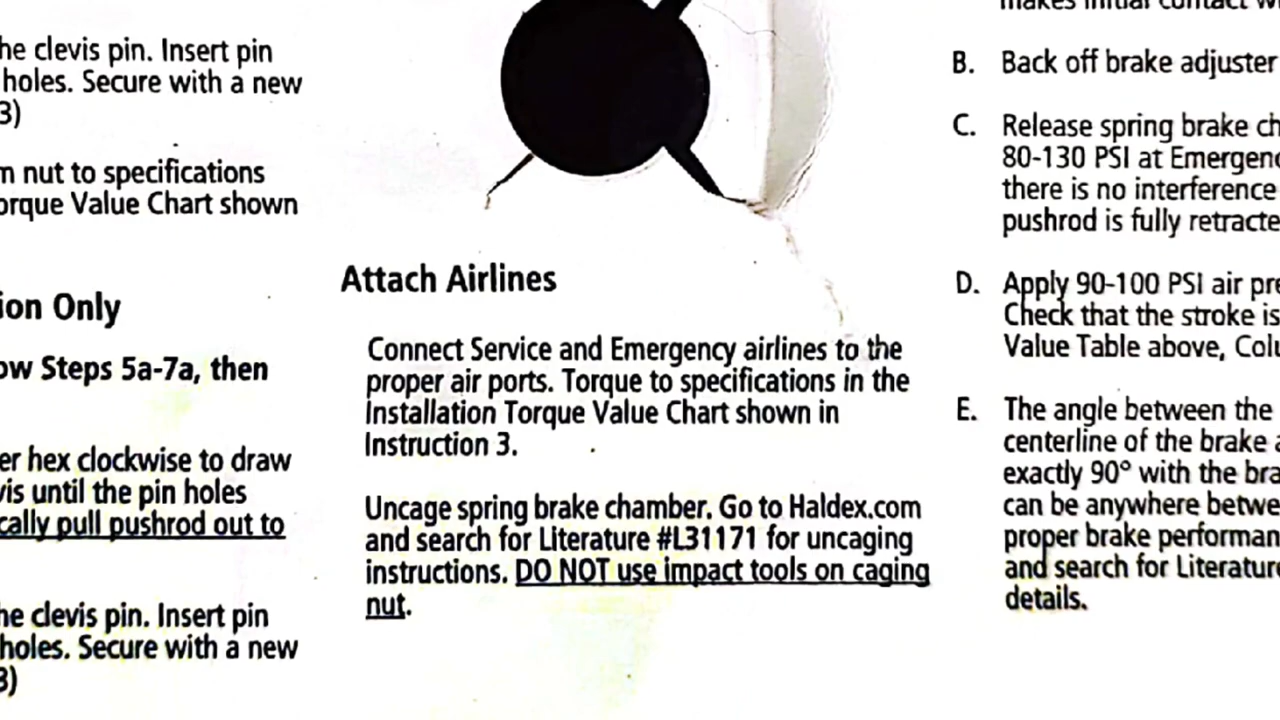 he clevis pin. Insert pin
holes. Secure with a new
3)
nut to specifications
orque Value Chart shown
ion Only
ow Steps 5a-7a, then
er hex clockwise to draw
vis until the pin holes
cally pull pushrod out to
he clevis pin. Insert pin
holes. Secure with a new
3)
Attach Airlines
Connect Service and Emergency airlines to the
proper air ports. Torque to specifications in the
Installation Torque Value Chart shown in
Instruction 3.
Uncage spring brake chamber. Go to Haldex.com
and search for Literature #L31171 for uncaging
instructions. DO NOT use impact tools on caging
nut.
makes initial contact w
B. Back off brake adjuster
C. Release spring brake ch
80-130 PSI at Emergenc
there is no interference
pushrod is fully retracte
D. Apply 90-100 PSI air pre
Check that the stroke is
Value Table above, Colu
E. The angle between the
centerline of the brake a
exactly 90° with the bra
can be anywhere betwe
proper brake performan
and search for Literature
details.